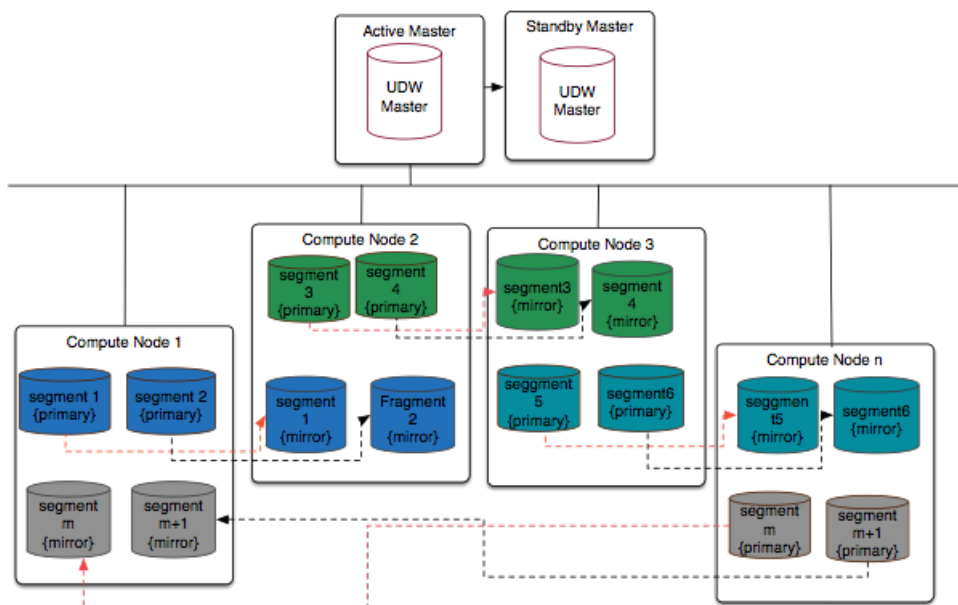 Active Master
UDW
Master
Standby Master
UDW
Master
Compute Node 1
segment 1
{primary}
segment 2
{primary}
segment
m
{mirror}
segment
m+1
{mirror}
Compute Node 2
segment
3
{primary}
segment
4
{primary}
segment
1
{mirror}
Fragment
2
{mirror}
Compute Node 3
segment3
{mirror}
segment
4
{mirror}
seggment
5
{primary}
segment6
{primary}
Compute Node n
seggmen
t5
{mirror}
segment6
{mirror}
segment
m
{primary}
segment
m+1
{primary}